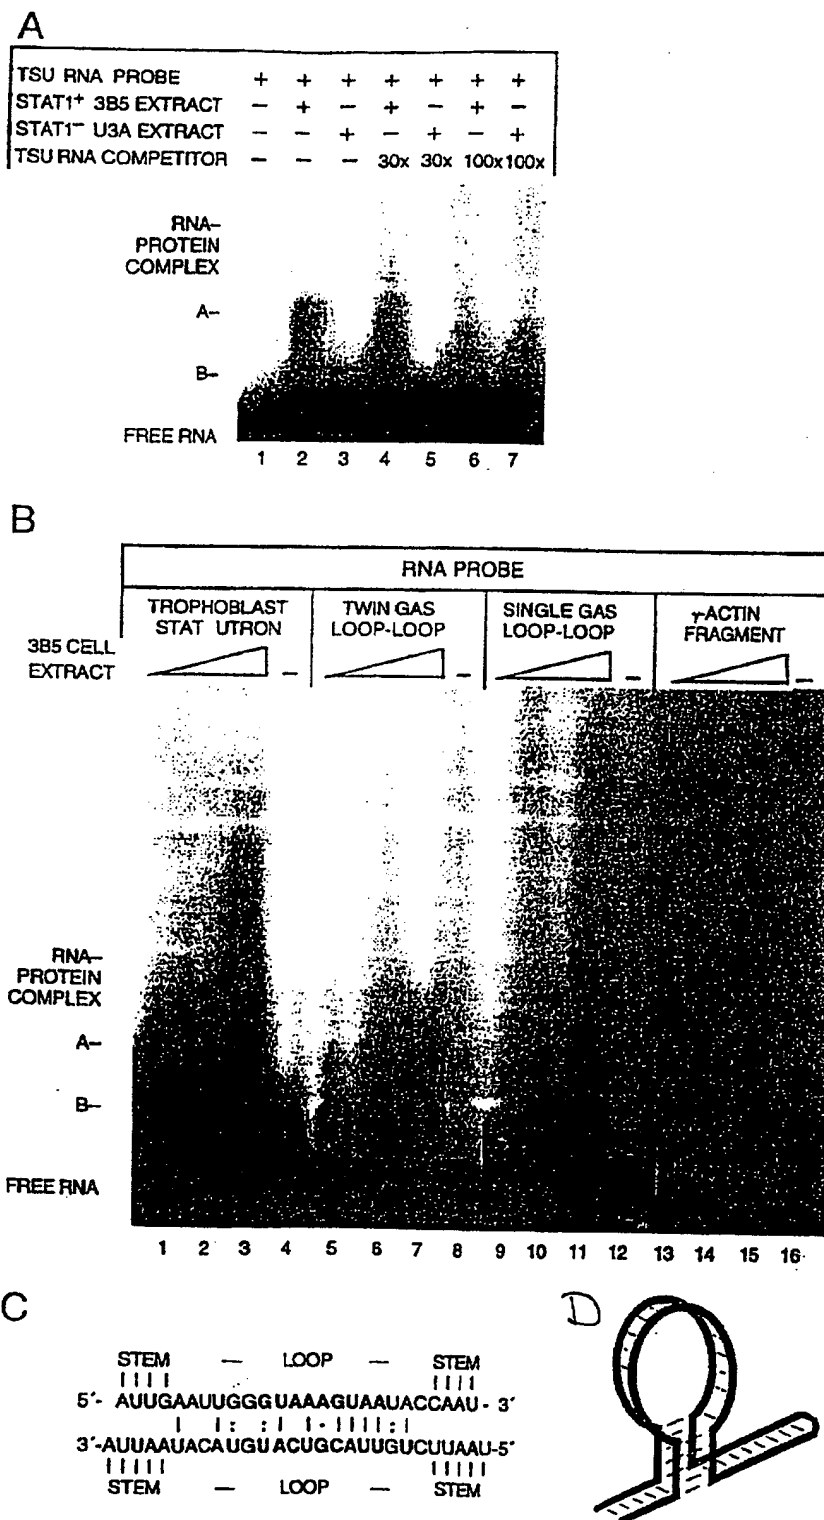 A
TSU RNA PROBE + + + + + + +
STAT1+ 3B5 EXTRACT – + – + – + –
STAT1– U3A EXTRACT – – + – + – +
TSU RNA COMPETITOR – – – 30x 30x 100x 100x
RNA–
PROTEIN
COMPLEX
A–
B–
FREE RNA
1 2 3 4 5 6 7
B
RNA PROBE
TROPHOBLAST STAT UTRON
TWIN GAS LOOP-LOOP
SINGLE GAS LOOP-LOOP
γ-ACTIN FRAGMENT
3B5 CELL
EXTRACT – – – –
RNA–
PROTEIN
COMPLEX
A–
B–
FREE RNA
1 2 3 4 5 6 7 8 9 10 11 12 13 14 15 16
C
STEM – LOOP – STEM
5´- AUUGAAUUGGGUAAAGUAAUACCAAU - 3´
3´-AUUAAUACAUGUACUGCAUUGUCUUAAU-5´
STEM – LOOP – STEM
D